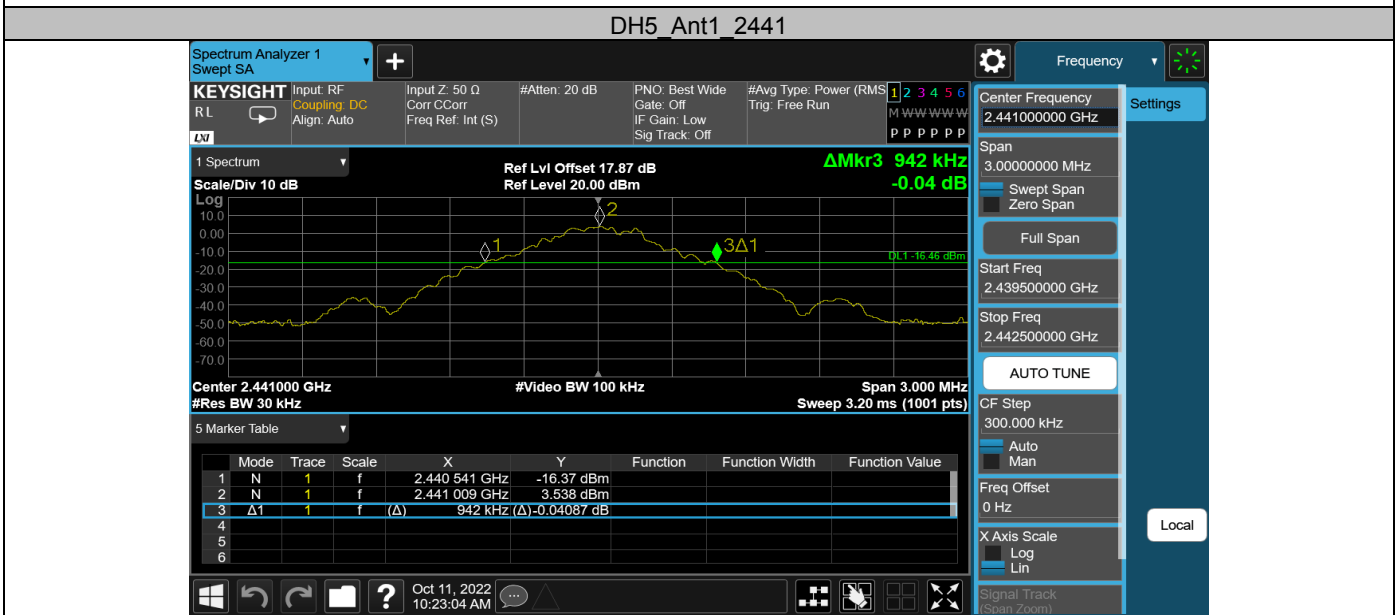 DH5_Ant1_2441
Spectrum Analyzer 1
Swept SA
+
Frequency
KEYSIGHT
RL
LXI
Input: RF
Coupling: DC
Align: Auto
Input Z: 50 Ω
Corr CCorr
Freq Ref: Int (S)
#Atten: 20 dB
PNO: Best Wide
Gate: Off
IF Gain: Low
Sig Track: Off
#Avg Type: Power (RMS
Trig: Free Run
1 2 3 4 5 6
M W W W W W
P P P P P P
1 Spectrum
Scale/Div 10 dB
Ref Lvl Offset 17.87 dB
Ref Level 20.00 dBm
ΔMkr3 942 kHz
-0.04 dB
Log
10.0
0.00
-10.0
-20.0
-30.0
-40.0
-50.0
-60.0
-70.0
1
2
3Δ1
DL1 -16.46 dBm
Center 2.441000 GHz
#Video BW 100 kHz
Span 3.000 MHz
#Res BW 30 kHz
Sweep 3.20 ms (1001 pts)
5 Marker Table
Mode Trace Scale X Y Function Function Width Function Value
1 N 1 f 2.440 541 GHz -16.37 dBm
2 N 1 f 2.441 009 GHz 3.538 dBm
3 Δ1 1 f (Δ) 942 kHz (Δ) -0.04087 dB
4
5
6
?
Oct 11, 2022
10:23:04 AM
Center Frequency
2.441000000 GHz
Settings
Span
3.00000000 MHz
Swept Span
Zero Span
Full Span
Start Freq
2.439500000 GHz
Stop Freq
2.442500000 GHz
AUTO TUNE
CF Step
300.000 kHz
Auto
Man
Freq Offset
0 Hz
Local
X Axis Scale
Log
Lin
Signal Track
(Span Zoom)